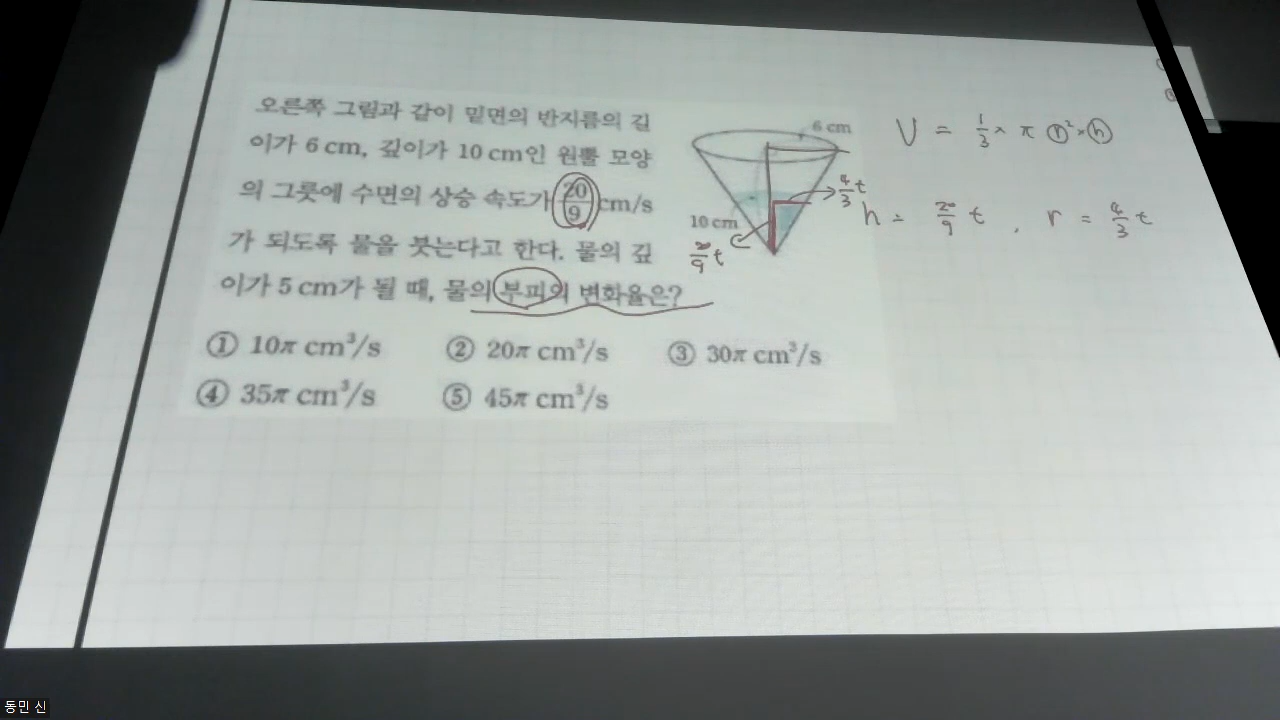 오른쪽 그림과 같이 밑면의 반지름의 길
이가 6 cm, 깊이가 10 cm인 원뿔 모양
의 그릇에 수면의 상승 속도가 20/9 cm/s
가 되도록 물을 붓는다고 한다. 물의 깊
이가 5 cm가 될 때, 물의 부피의 변화율은?
① 10π cm³/s ② 20π cm³/s ③ 30π cm³/s
④ 35π cm³/s ⑤ 45π cm³/s
6 cm
10 cm
4/3 t
20/9 t
V = 1/3 × π r² × h
h = 20/9 t , r = 4/3 t
동민 신